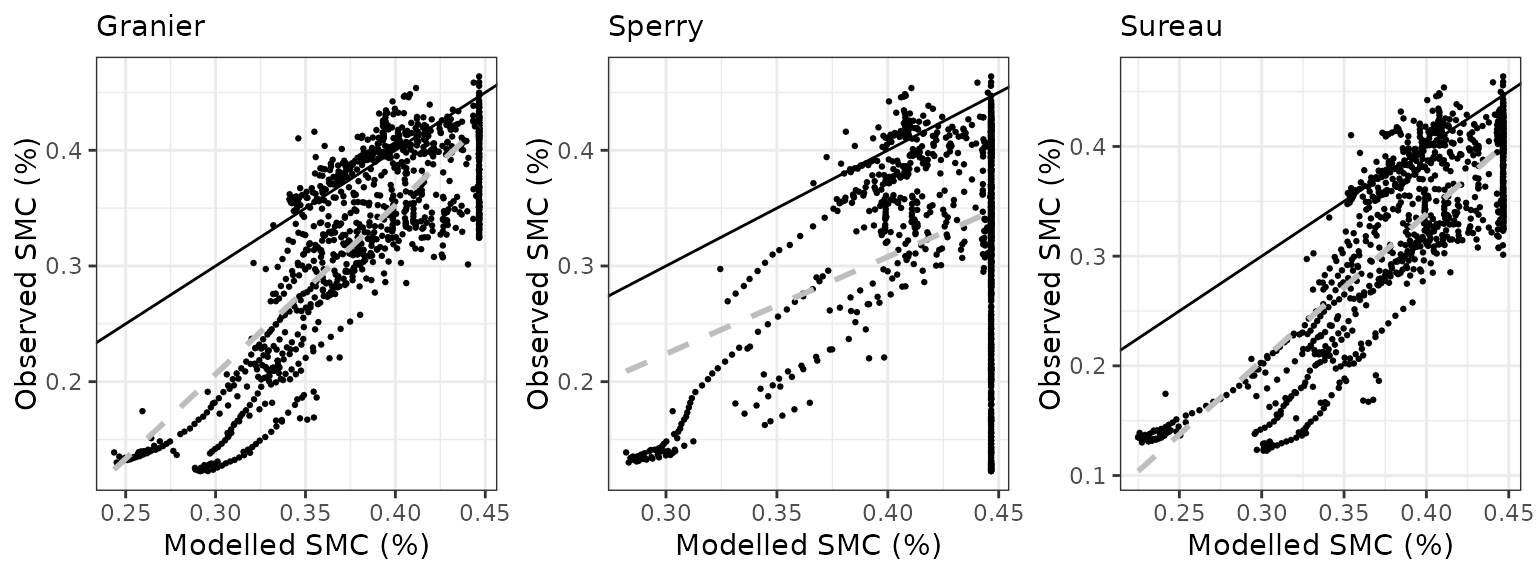 Granier
Observed SMC (%)
0.4
0.3
0.2
0.25 0.30 0.35 0.40 0.45
Modelled SMC (%)
Sperry
Observed SMC (%)
0.4
0.3
0.2
0.30 0.35 0.40 0.45
Modelled SMC (%)
Sureau
Observed SMC (%)
0.4
0.3
0.2
0.1
0.25 0.30 0.35 0.40 0.45
Modelled SMC (%)